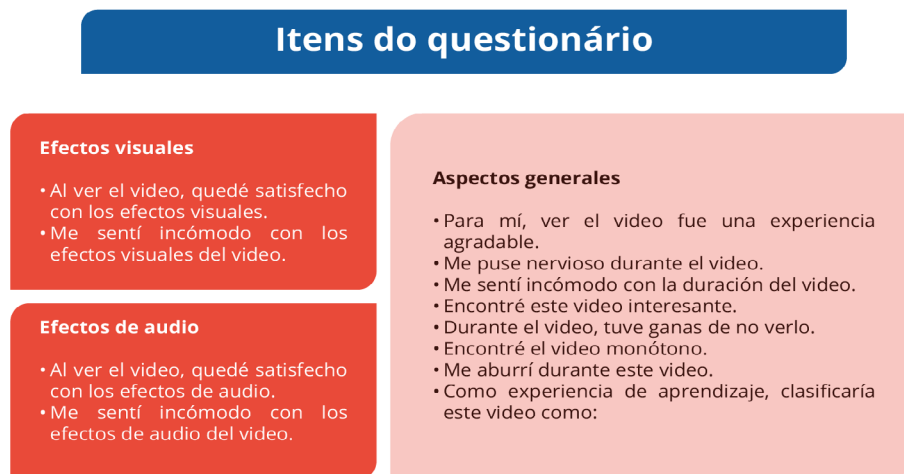 Itens do questionário
Efectos visuales
• Al ver el video, quedé satisfecho
con los efectos visuales.
• Me sentí incómodo con los
efectos visuales del video.
Efectos de audio
• Al ver el video, quedé satisfecho
con los efectos de audio.
• Me sentí incómodo con los
efectos de audio del video.
Aspectos generales
• Para mí, ver el video fue una experiencia
agradable.
• Me puse nervioso durante el video.
• Me sentí incómodo con la duración del video.
• Encontré este video interesante.
• Durante el video, tuve ganas de no verlo.
• Encontré el video monótono.
• Me aburrí durante este video.
• Como experiencia de aprendizaje, clasificaría
este video como: